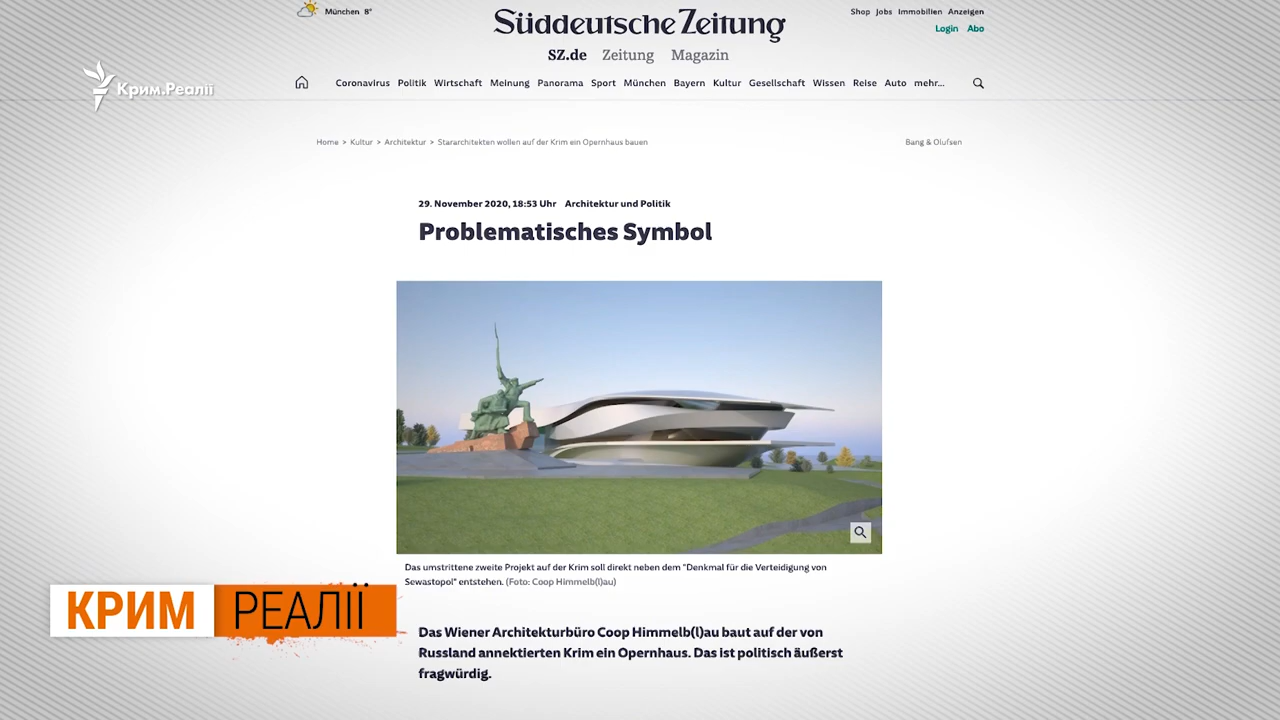 München 8°
Süddeutsche Zeitung
Shop Jobs Immobilien Anzeigen
Login Abo
SZ.de Zeitung Magazin
Крим.Реалії
Coronavirus Politik Wirtschaft Meinung Panorama Sport München Bayern Kultur Gesellschaft Wissen Reise Auto mehr...
Home > Kultur > Architektur > Stararchitekten wollen auf der Krim ein Opernhaus bauen
Bang & Olufsen
29. November 2020, 18:53 Uhr Architektur und Politik
Problematisches Symbol
Das umstrittene zweite Projekt auf der Krim soll direkt neben dem "Denkmal für die Verteidigung von
Sewastopol" entstehen. (Foto: Coop Himmelb(l)au)
КРИМ РЕАЛІЇ
Das Wiener Architekturbüro Coop Himmelb(l)au baut auf der von
Russland annektierten Krim ein Opernhaus. Das ist politisch äußerst
fragwürdig.